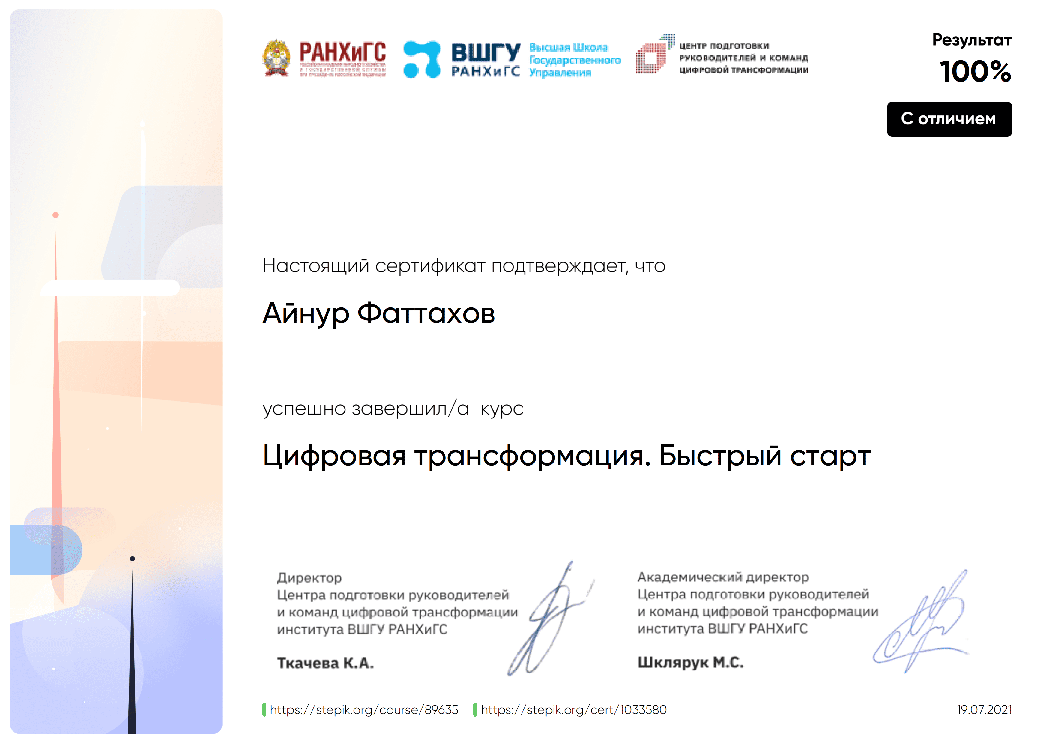 РАНХиГС
ВШГУ
РАНХиГС
Высшая Школа
Государственного
Управления
ЦЕНТР ПОДГОТОВКИ
РУКОВОДИТЕЛЕЙ И КОМАНД
ЦИФРОВОЙ ТРАНСФОРМАЦИИ
Результат
100%
С отличием
Настоящий сертификат подтверждает, что
Айнур Фаттахов
успешно завершил/а курс
Цифровая трансформация. Быстрый старт
Директор
Центра подготовки руководителей
и команд цифровой трансформации
института ВШГУ РАНХиГС
Ткачева К.А.
Академический директор
Центра подготовки руководителей
и команд цифровой трансформации
института ВШГУ РАНХиГС
Шклярук М.С.
https://stepik.org/course/89635
https://stepik.org/cert/1033580
19.07.2021